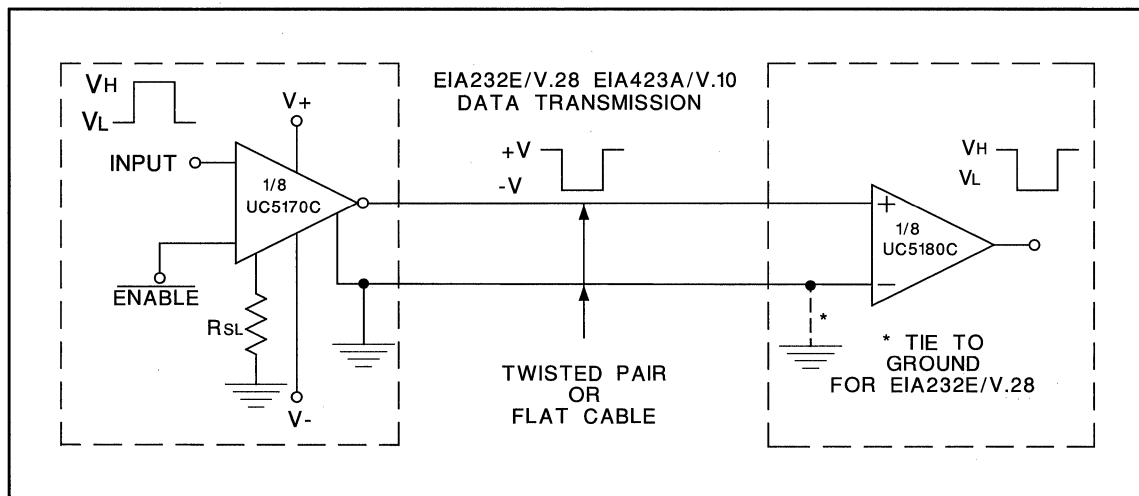 EIA232E/V.28 EIA423A/V.10
DATA TRANSMISSION
VH
VL
V+
INPUT
1/8
UC5170C
ENABLE
RSL
V-
+V
-V
TWISTED PAIR
OR
FLAT CABLE
VH
VL
+
1/8
UC5180C
-
*
* TIE TO
GROUND
FOR EIA232E/V.28